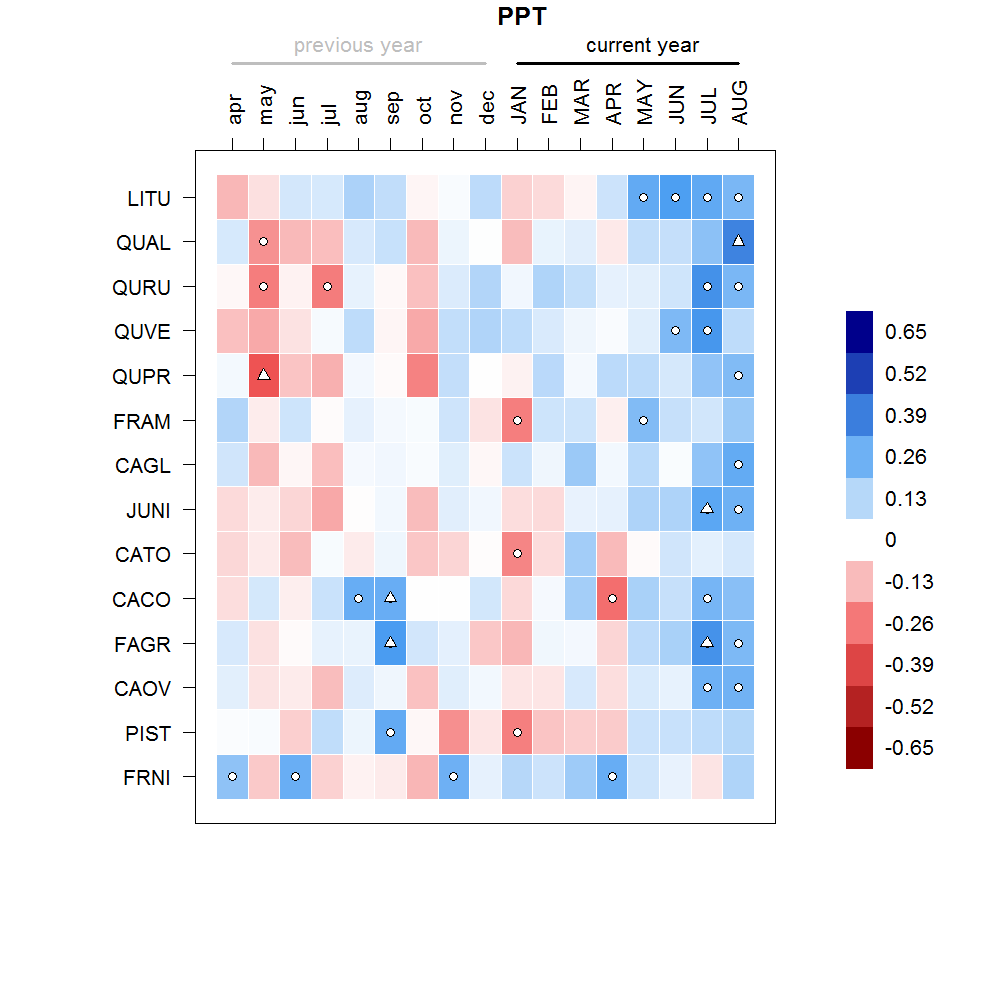 PPT
previous year current year
apr may jun jul aug sep oct nov dec JAN FEB MAR APR MAY JUN JUL AUG
LITU
QUAL
QURU
QUVE
QUPR
FRAM
CAGL
JUNI
CATO
CACO
FAGR
CAOV
PIST
FRNI
0.65
0.52
0.39
0.26
0.13
0
-0.13
-0.26
-0.39
-0.52
-0.65